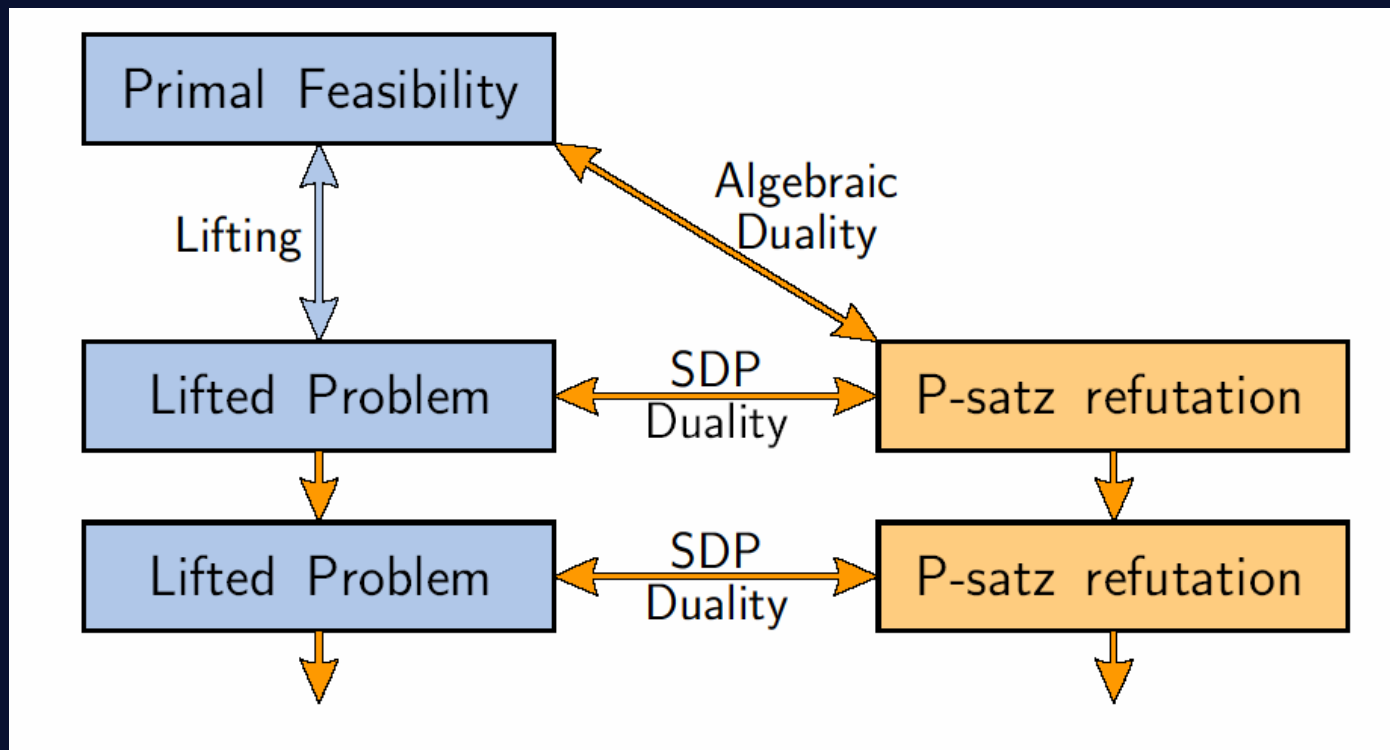 Primal Feasibility
Lifting
Algebraic
Duality
Lifted Problem
SDP
Duality
P-satz refutation
Lifted Problem
SDP
Duality
P-satz refutation